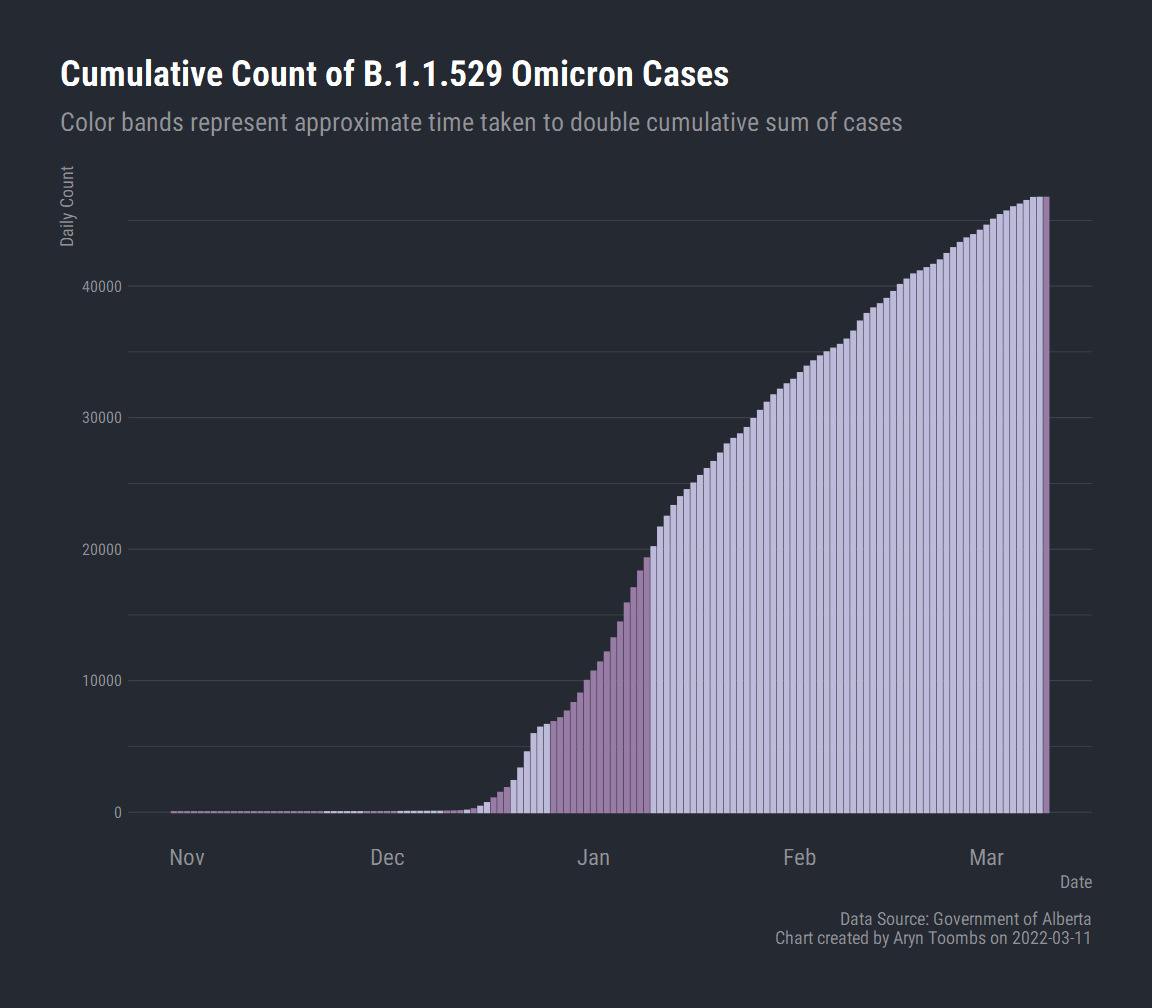 Cumulative Count of B.1.1.529 Omicron Cases
Color bands represent approximate time taken to double cumulative sum of cases
Daily Count
40000
30000
20000
10000
0
Nov Dec Jan Feb Mar
Date
Data Source: Government of Alberta
Chart created by Aryn Toombs on 2022-03-11